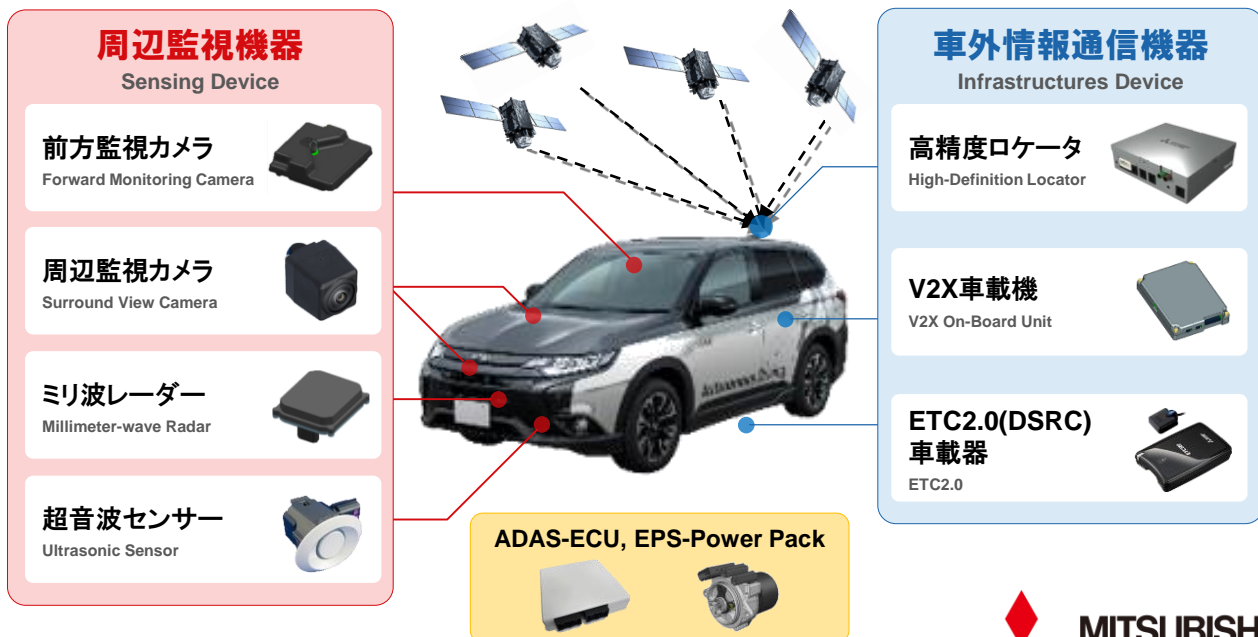 周辺監視機器
Sensing Device
前方監視カメラ
Forward Monitoring Camera
周辺監視カメラ
Surround View Camera
ミリ波レーダー
Millimeter-wave Radar
超音波センサー
Ultrasonic Sensor
ADAS-ECU, EPS-Power Pack
車外情報通信機器
Infrastructures Device
高精度ロケータ
High-Definition Locator
V2X車載機
V2X On-Board Unit
ETC2.0(DSRC)
車載器
ETC2.0
MITSUBISH